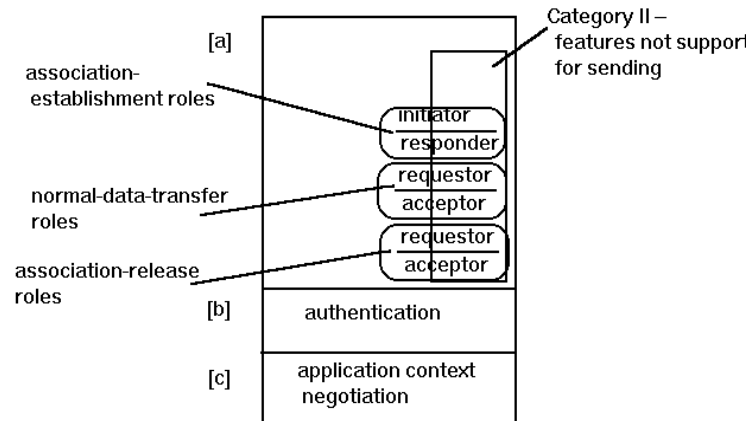 [a]
Category II –
features not support
for sending
association-
establishment roles
initiator
responder
normal-data-transfer
roles
requestor
acceptor
association-release
roles
requestor
acceptor
[b]
authentication
[c]
application context
negotiation